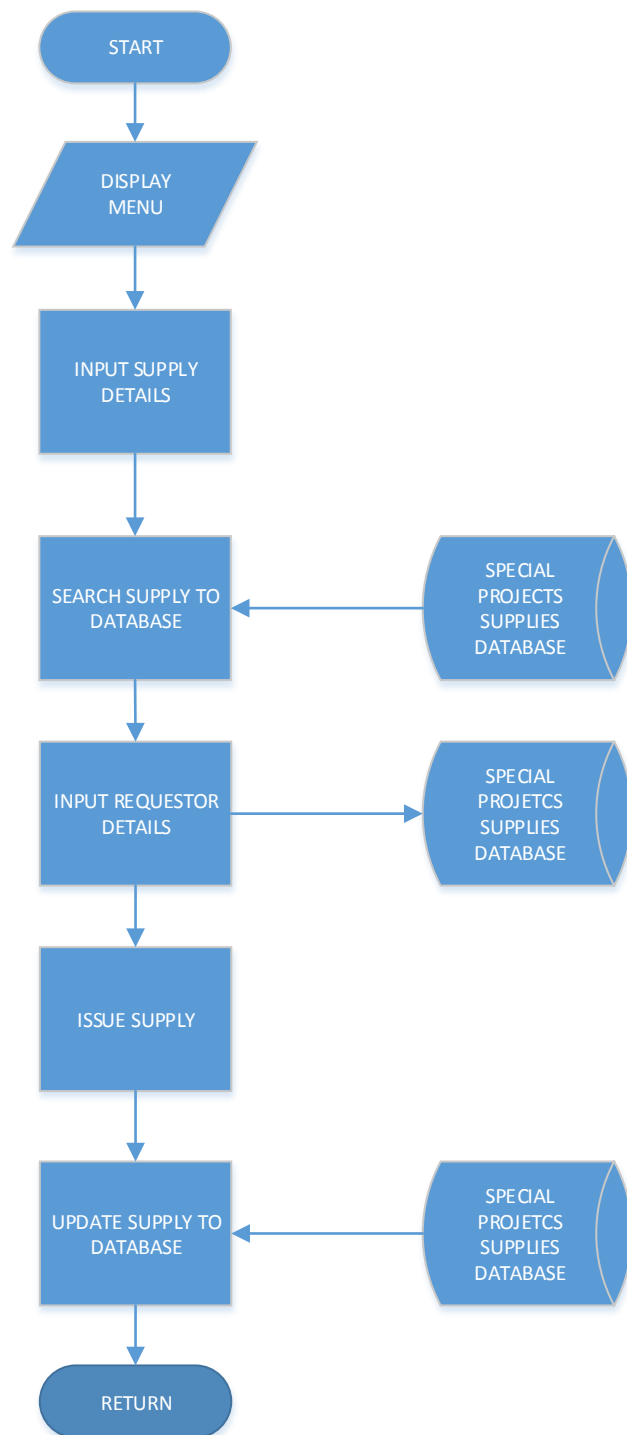 START
DISPLAY
MENU
INPUT SUPPLY
DETAILS
SEARCH SUPPLY TO
DATABASE
SPECIAL
PROJECTS
SUPPLIES
DATABASE
INPUT REQUESTOR
DETAILS
SPECIAL
PROJETCS
SUPPLIES
DATABASE
ISSUE SUPPLY
UPDATE SUPPLY TO
DATABASE
SPECIAL
PROJETCS
SUPPLIES
DATABASE
RETURN